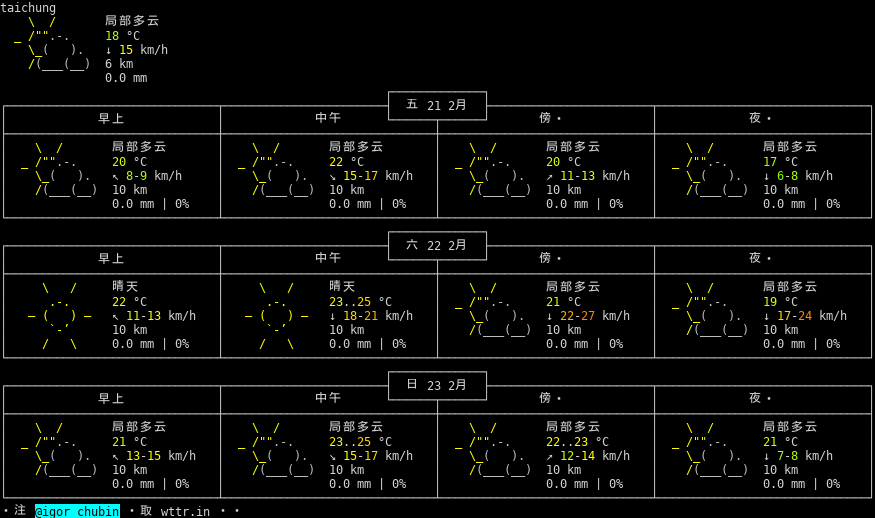 taichung
局部多云
18 °C
↓ 15 km/h
6 km
0.0 mm
五 21 2月
早上 中午 傍· 夜·
局部多云 局部多云 局部多云 局部多云
20 °C 22 °C 20 °C 17 °C
↖ 8-9 km/h ↘ 15-17 km/h ↗ 11-13 km/h ↓ 6-8 km/h
10 km 10 km 10 km 10 km
0.0 mm | 0% 0.0 mm | 0% 0.0 mm | 0% 0.0 mm | 0%
六 22 2月
早上 中午 傍· 夜·
晴天 晴天 局部多云 局部多云
22 °C 23..25 °C 21 °C 19 °C
↖ 11-13 km/h ↓ 18-21 km/h ↓ 22-27 km/h ↓ 17-24 km/h
10 km 10 km 10 km 10 km
0.0 mm | 0% 0.0 mm | 0% 0.0 mm | 0% 0.0 mm | 0%
日 23 2月
早上 中午 傍· 夜·
局部多云 局部多云 局部多云 局部多云
21 °C 23..25 °C 22..23 °C 21 °C
↖ 13-15 km/h ↘ 15-17 km/h ↗ 12-14 km/h ↓ 7-8 km/h
10 km 10 km 10 km 10 km
0.0 mm | 0% 0.0 mm | 0% 0.0 mm | 0% 0.0 mm | 0%
·注 @igor_chubin ·取 wttr.in · ·